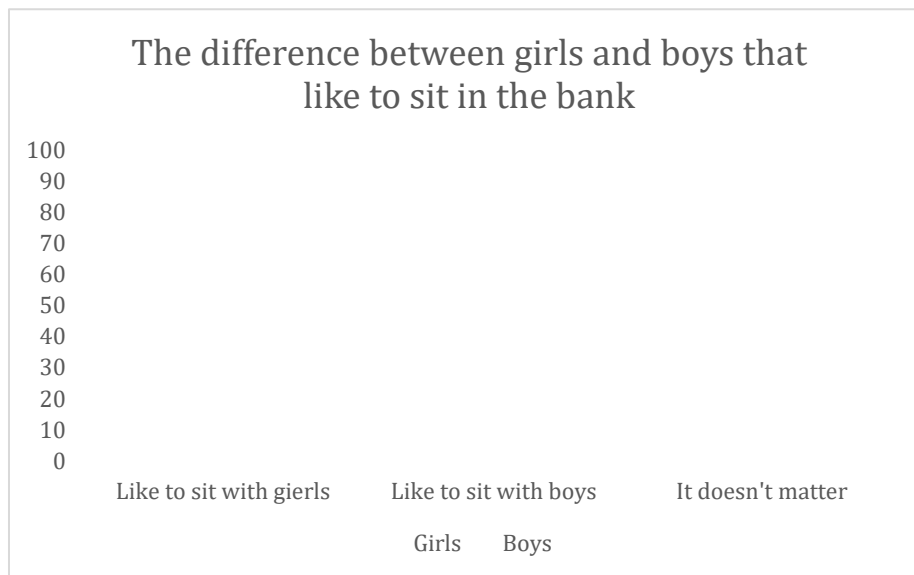 The difference between girls and boys that
like to sit in the bank
100
90
80
70
60
50
40
30
20
10
0
Like to sit with gierls Like to sit with boys It doesn't matter
Girls Boys